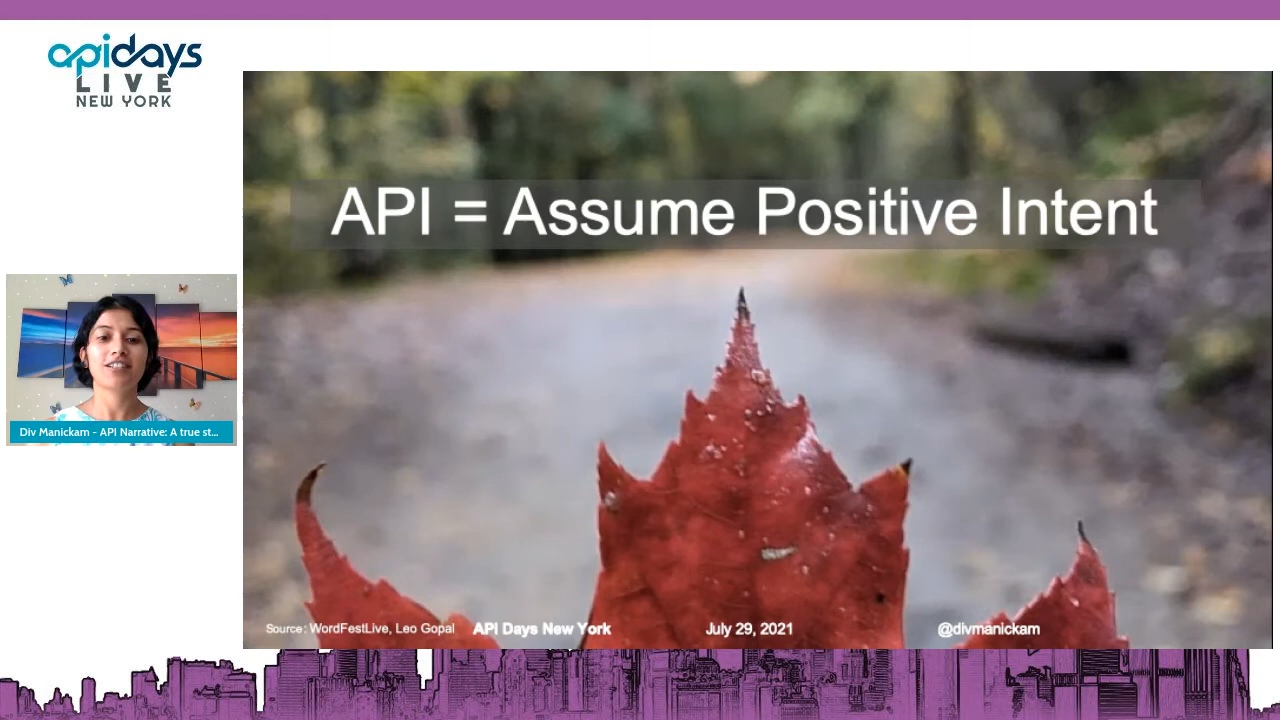 apidays
LIVE
NEW YORK
API = Assume Positive Intent
Div Manickam - API Narrative: A true st...
Source: WordFestLive, Leo Gopal
API Days New York
July 29, 2021
@divmanickam